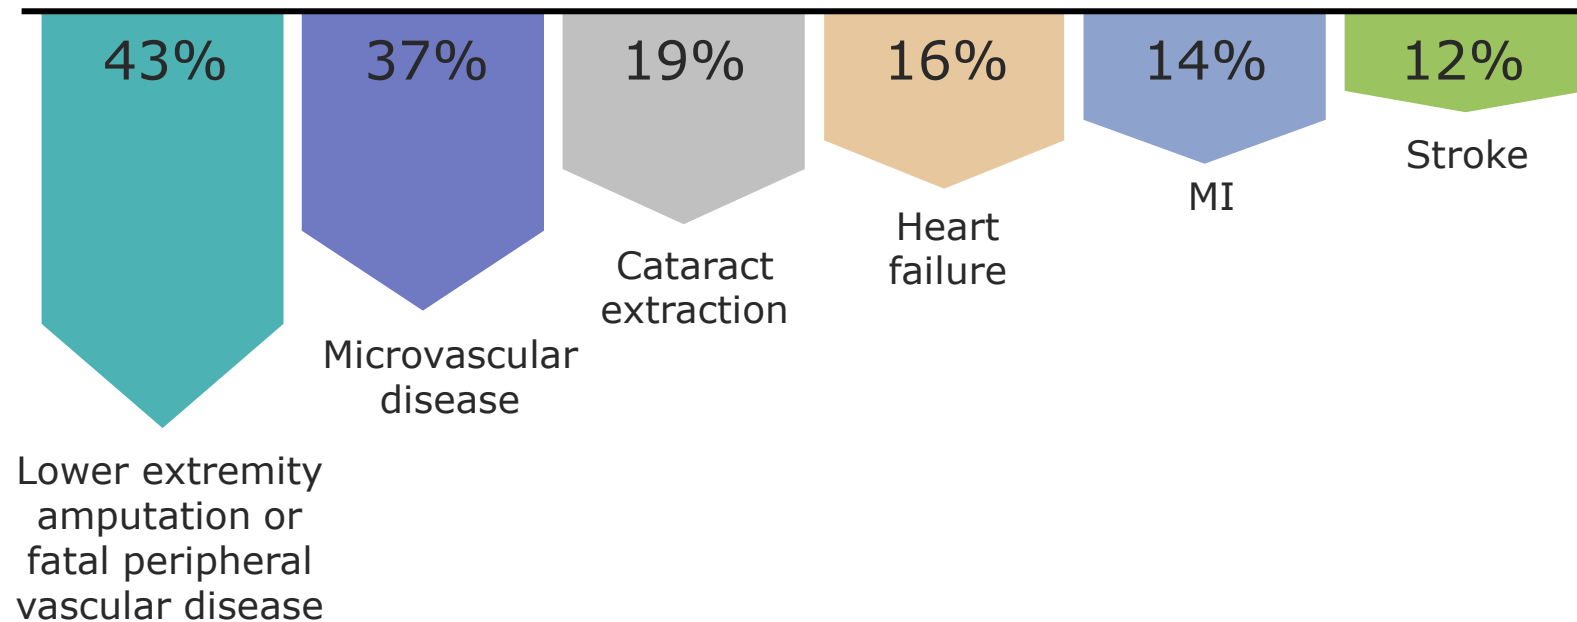 43%
37%
19%
16%
14%
12%
Lower extremity
amputation or
fatal peripheral
vascular disease
Microvascular
disease
Cataract
extraction
Heart
failure
MI
Stroke